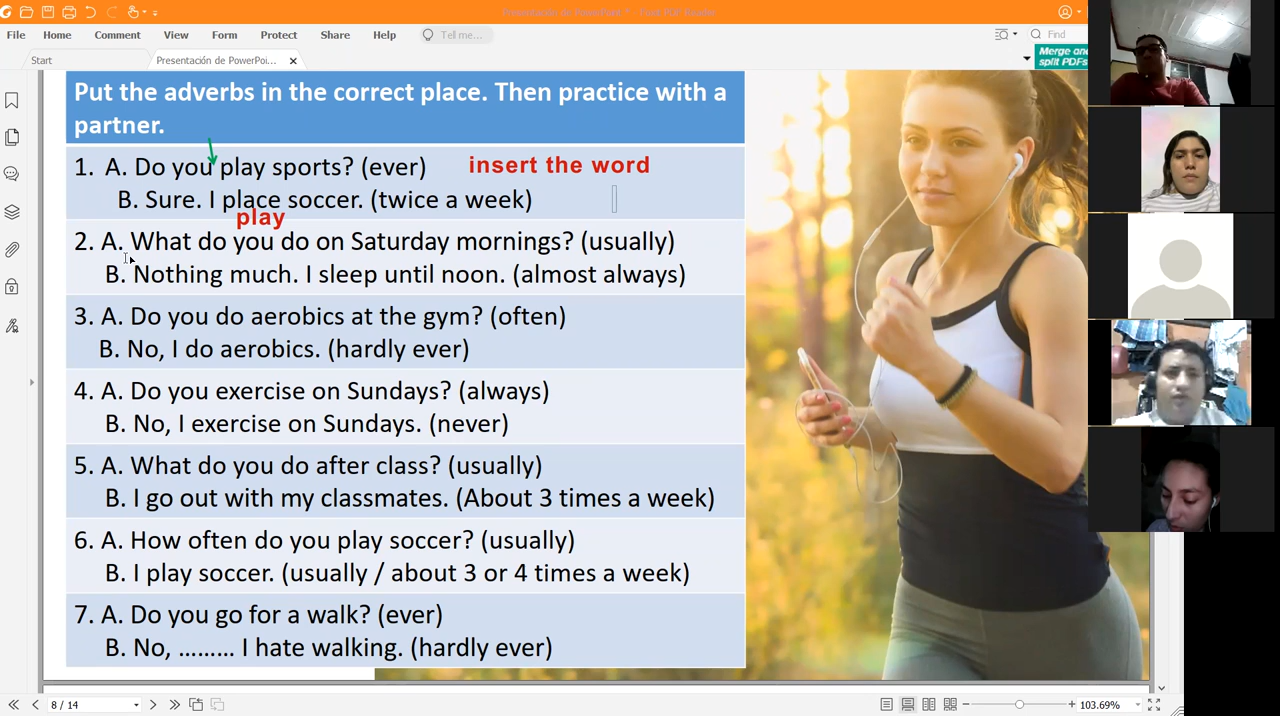 Presentación de PowerPoint * - Foxit PDF Reader
File Home Comment View Form Protect Share Help Tell me... Find
Start Presentación de PowerPoi...
Merge and
split PDFs
Put the adverbs in the correct place. Then practice with a
partner.
1. A. Do you play sports? (ever) insert the word
B. Sure. I place soccer. (twice a week)
play
2. A. What do you do on Saturday mornings? (usually)
B. Nothing much. I sleep until noon. (almost always)
3. A. Do you do aerobics at the gym? (often)
B. No, I do aerobics. (hardly ever)
4. A. Do you exercise on Sundays? (always)
B. No, I exercise on Sundays. (never)
5. A. What do you do after class? (usually)
B. I go out with my classmates. (About 3 times a week)
6. A. How often do you play soccer? (usually)
B. I play soccer. (usually / about 3 or 4 times a week)
7. A. Do you go for a walk? (ever)
B. No, ……… I hate walking. (hardly ever)
8 / 14 103.69%